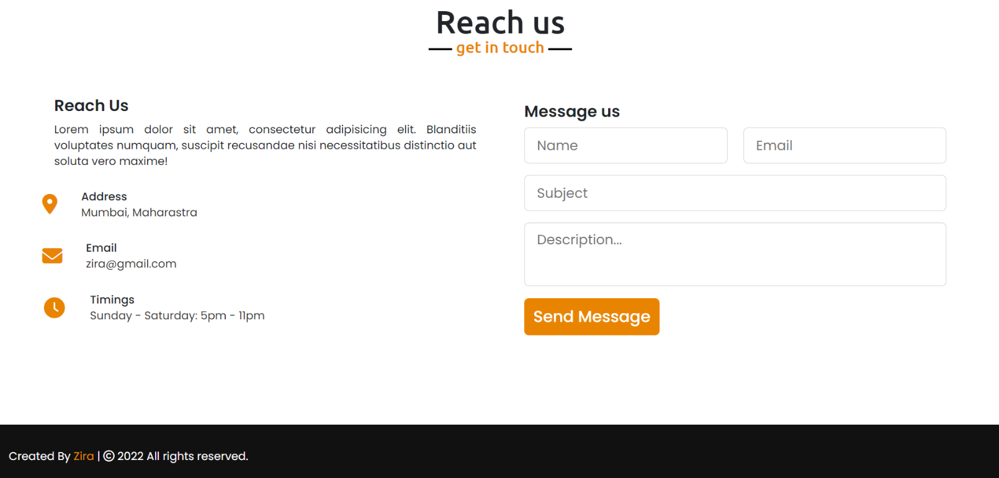 Reach us
get in touch
Reach Us
Lorem ipsum dolor sit amet, consectetur adipisicing elit. Blanditiis
voluptates numquam, suscipit recusandae nisi necessitatibus distinctio aut
soluta vero maxime!
Address
Mumbai, Maharastra
Email
zira@gmail.com
Timings
Sunday - Saturday: 5pm - 11pm
Message us
Name
Email
Subject
Description...
Send Message
Created By Zira | © 2022 All rights reserved.